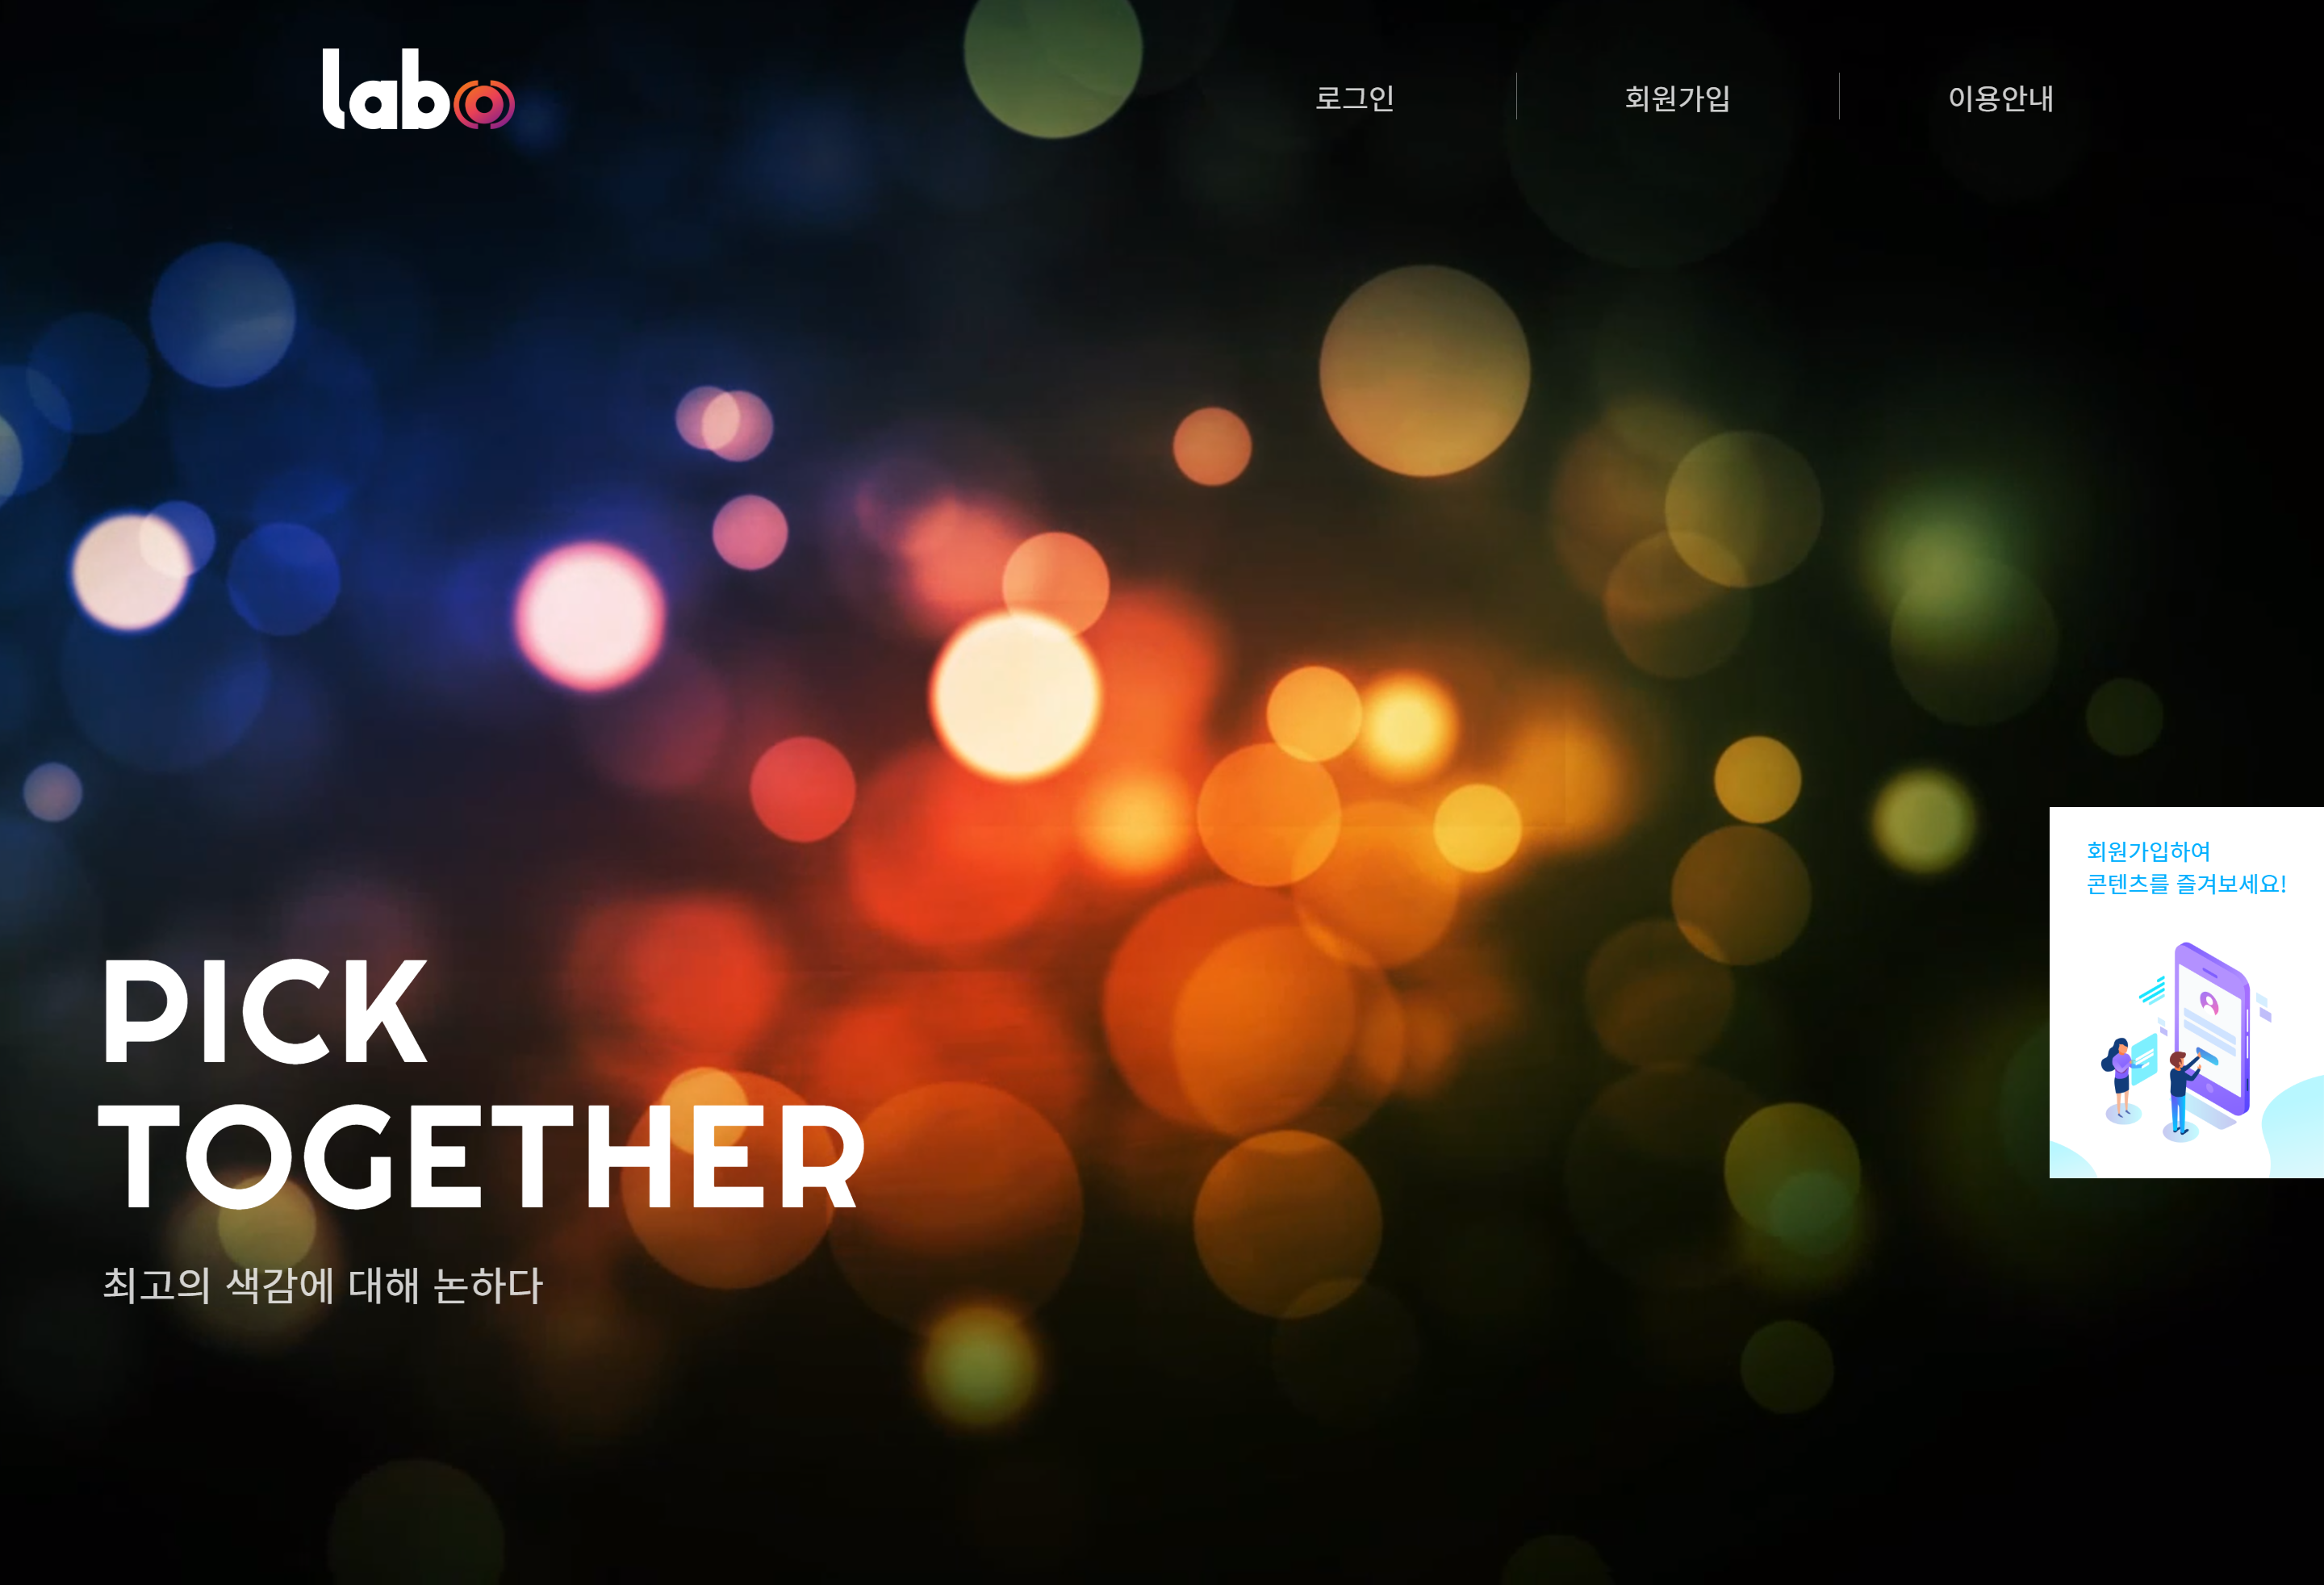 labo
로그인
회원가입
이용안내
회원가입하여
콘텐츠를 즐겨보세요!
PICK
TOGETHER
최고의 색감에 대해 논하다